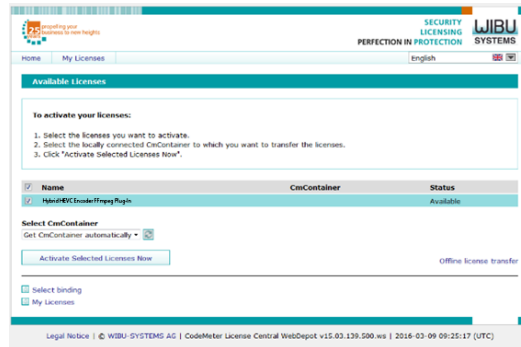 25 YEARS propelling your
business to new heights
SECURITY
LICENSING
PERFECTION IN PROTECTION
WIBU
SYSTEMS
Home My Licenses English
Available Licenses
To activate your licenses:
1. Select the licenses you want to activate.
2. Select the locally connected CmContainer to which you want to transfer the licenses.
3. Click "Activate Selected Licenses Now".
Name CmContainer Status
Hybrid HEVC Encoder FFmpeg Plug-In Available
Select CmContainer
Get CmContainer automatically
Activate Selected Licenses Now
Offline license transfer
Select binding
My Licenses
Legal Notice | © WIBU-SYSTEMS AG | CodeMeter License Central WebDepot v15.03.139.500.ws | 2016-03-09 09:25:17 (UTC)